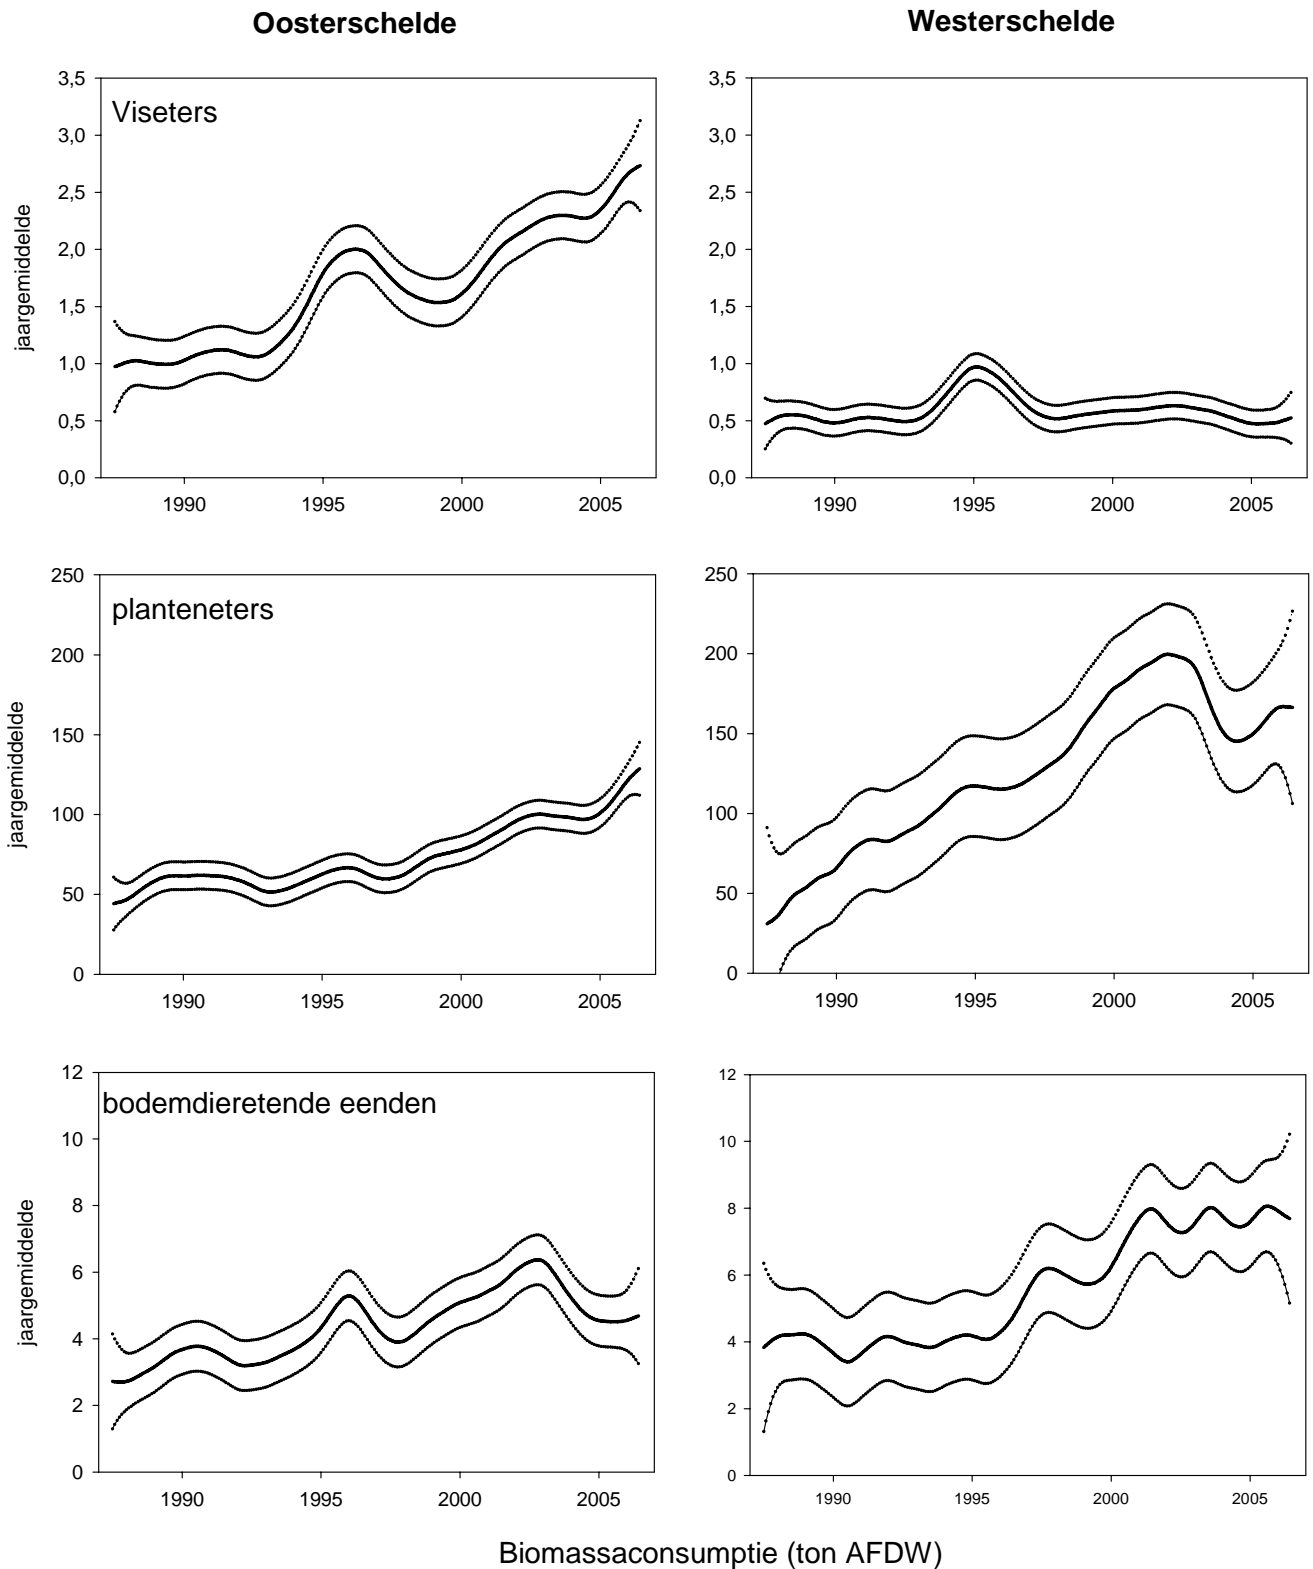 Oosterschelde
Westerschelde
Viseters
jaargemiddelde
3,5
3,0
2,5
2,0
1,5
1,0
0,5
0,0
1990 1995 2000 2005
3,5
3,0
2,5
2,0
1,5
1,0
0,5
0,0
1990 1995 2000 2005
planteneters
jaargemiddelde
250
200
150
100
50
0
1990 1995 2000 2005
250
200
150
100
50
0
1990 1995 2000 2005
bodemdieretende eenden
jaargemiddelde
12
10
8
6
4
2
0
1990 1995 2000 2005
12
10
8
6
4
2
0
1990 1995 2000 2005
Biomassaconsumptie (ton AFDW)